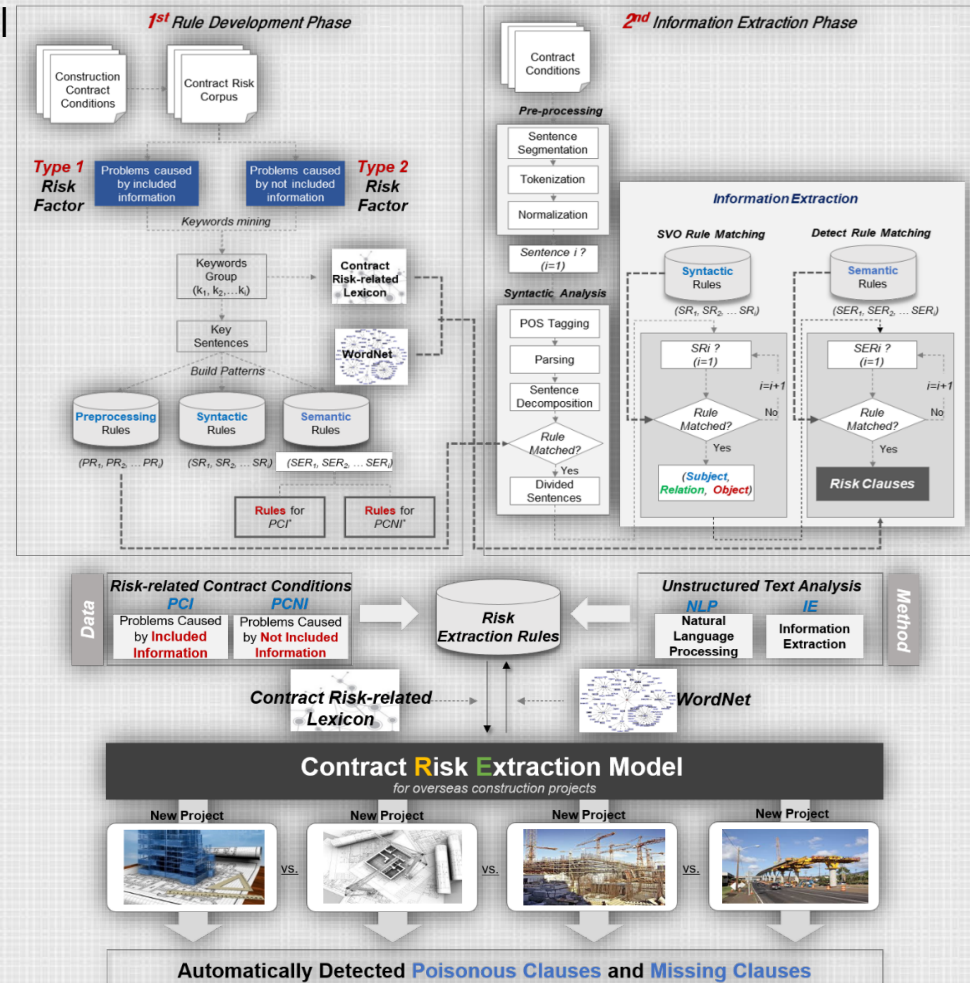 1st Rule Development Phase
Construction
Contract
Conditions
Contract Risk
Corpus
Type 1
Risk
Factor
Problems caused
by included
information
Problems caused
by not included
information
Type 2
Risk
Factor
Keywords mining
Keywords
Group
(k1, k2,…ki)
Contract
Risk-related
Lexicon
Key
Sentences
WordNet
Build Patterns
Preprocessing
Rules
Syntactic
Rules
Semantic
Rules
(PR1, PR2, … PRi)
(SR1, SR2, … SRi)
(SER1, SER2, … SERi)
Rules for
PCI*
Rules for
PCNI*
2nd Information Extraction Phase
Contract
Conditions
Pre-processing
Sentence
Segmentation
Tokenization
Normalization
Sentence i ?
(i=1)
Syntactic Analysis
POS Tagging
Parsing
Sentence
Decomposition
Rule
Matched?
Yes
Divided
Sentences
Information Extraction
SVO Rule Matching
Detect Rule Matching
Syntactic
Rules
Semantic
Rules
(SR1, SR2, … SRi)
(SER1, SER2, … SERi)
SRi ?
(i=1)
i=i+1
Rule
Matched?
No
Yes
(Subject,
Relation, Object)
SERi ?
(i=1)
i=i+1
Rule
Matched?
No
Yes
Risk Clauses
Data
Risk-related Contract Conditions
PCI
PCNI
Problems Caused
by Included
Information
Problems Caused
by Not Included
Information
Risk
Extraction Rules
Unstructured Text Analysis
NLP
IE
Natural
Language
Processing
Information
Extraction
Method
Contract Risk-related
Lexicon
WordNet
Contract Risk Extraction Model
for overseas construction projects
New Project
New Project
New Project
New Project
vs.
vs.
vs.
Automatically Detected Poisonous Clauses and Missing Clauses